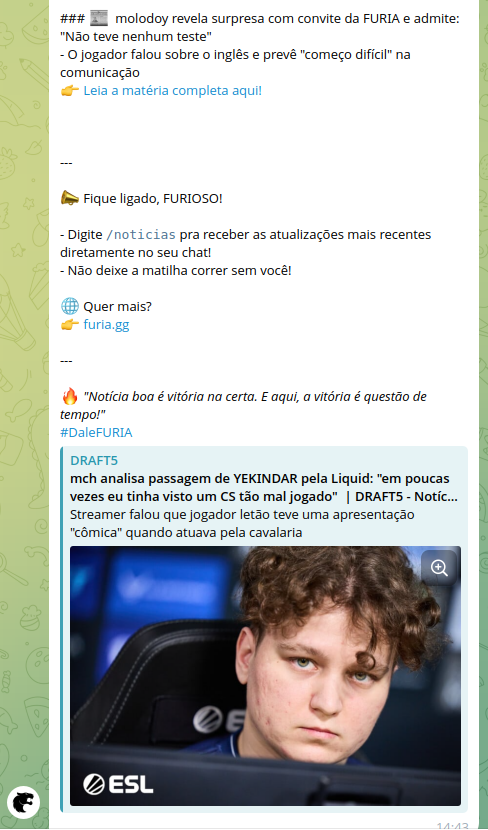 ### 📰 molodoy revela surpresa com convite da FURIA e admite:
"Não teve nenhum teste"
- O jogador falou sobre o inglês e prevê "começo difícil" na
comunicação
👉 Leia a matéria completa aqui!
---
📣 Fique ligado, FURIOSO!
- Digite /noticias pra receber as atualizações mais recentes
diretamente no seu chat!
- Não deixe a matilha correr sem você!
🌐 Quer mais?
👉 furia.gg
---
🔥 "Notícia boa é vitória na certa. E aqui, a vitória é questão de
tempo!"
#DaleFURIA
DRAFT5
mch analisa passagem de YEKINDAR pela Liquid: "em poucas
vezes eu tinha visto um CS tão mal jogado" | DRAFT5 - Notíc...
Streamer falou que jogador letão teve uma apresentação
"cômica" quando atuava pela cavalaria
ESL
14:43